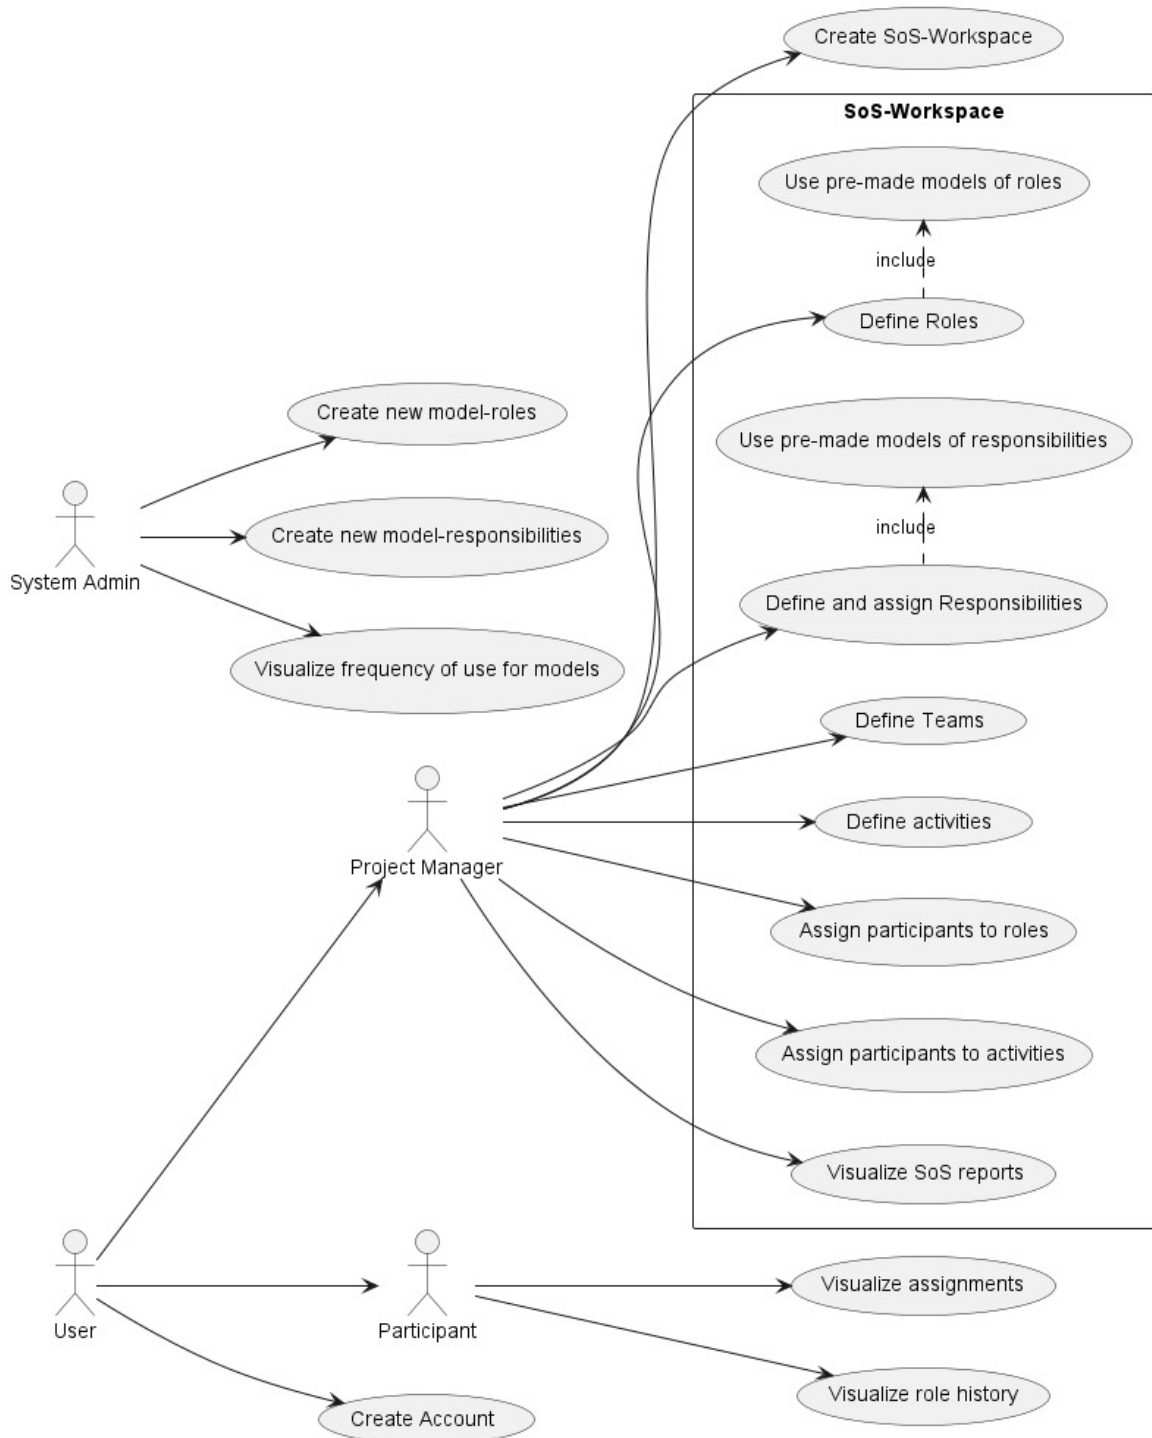 Create SoS-Workspace
SoS-Workspace
Use pre-made models of roles
include
Define Roles
Create new model-roles
Use pre-made models of responsibilities
Create new model-responsibilities
include
System Admin
Define and assign Responsibilities
Visualize frequency of use for models
Define Teams
Define activities
Project Manager
Assign participants to roles
Assign participants to activities
Visualize SoS reports
Visualize assignments
User
Participant
Visualize role history
Create Account